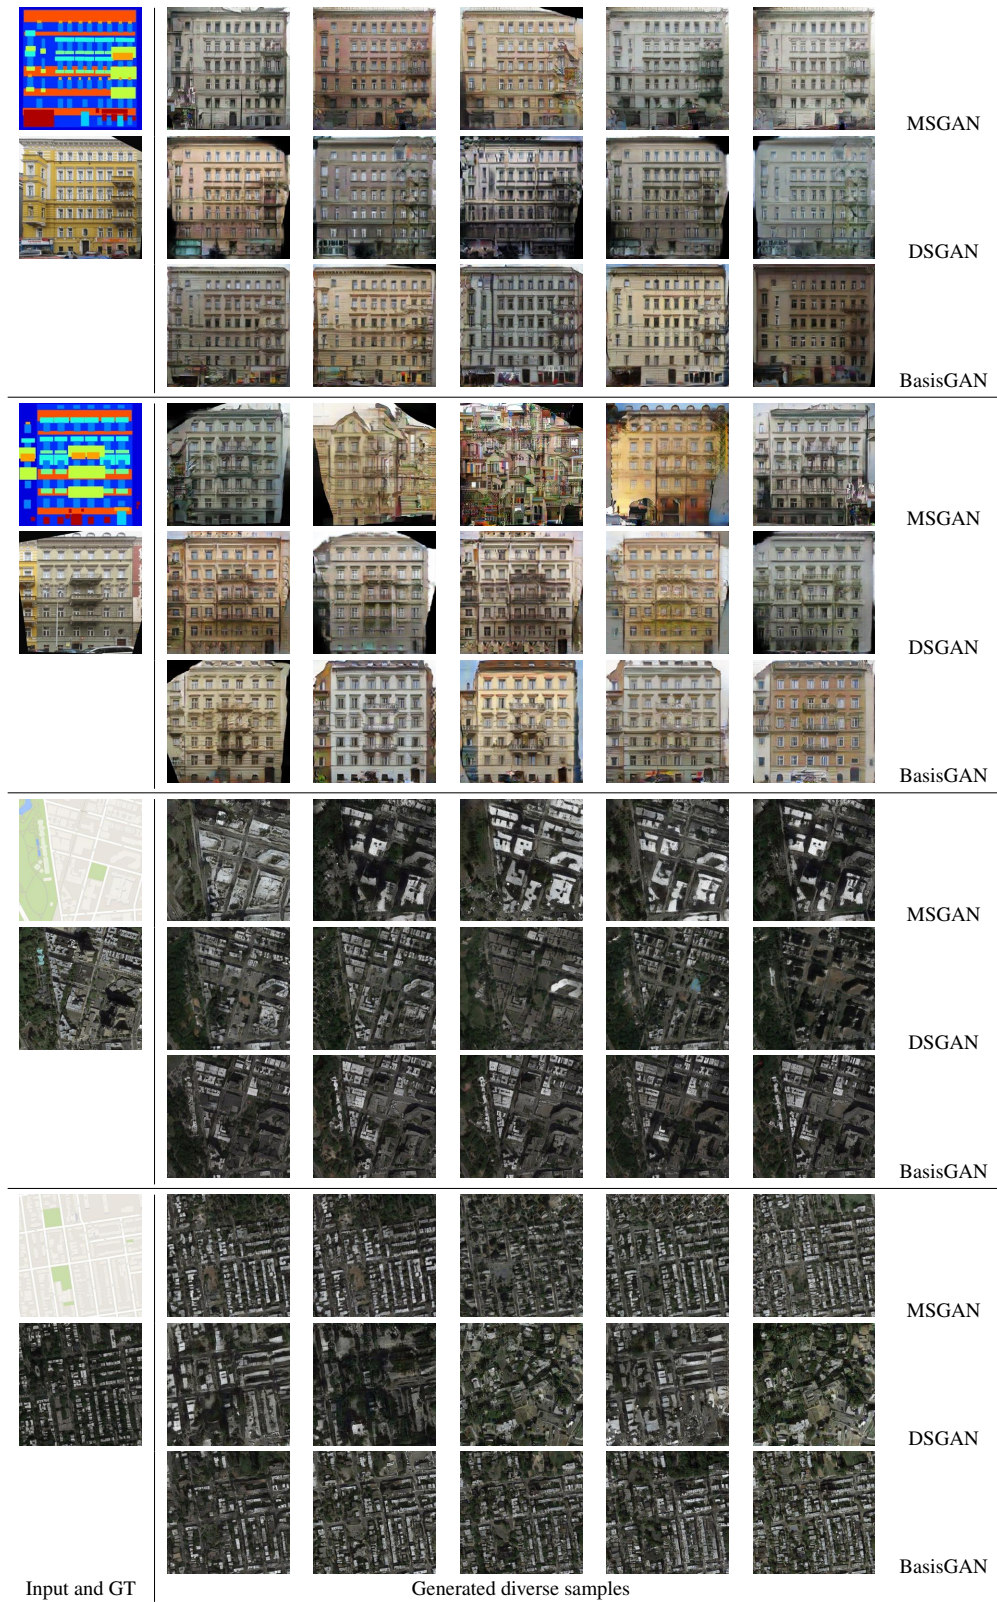 MSGAN
DSGAN
BasisGAN
MSGAN
DSGAN
BasisGAN
MSGAN
DSGAN
BasisGAN
MSGAN
DSGAN
BasisGAN
Input and GT
Generated diverse samples